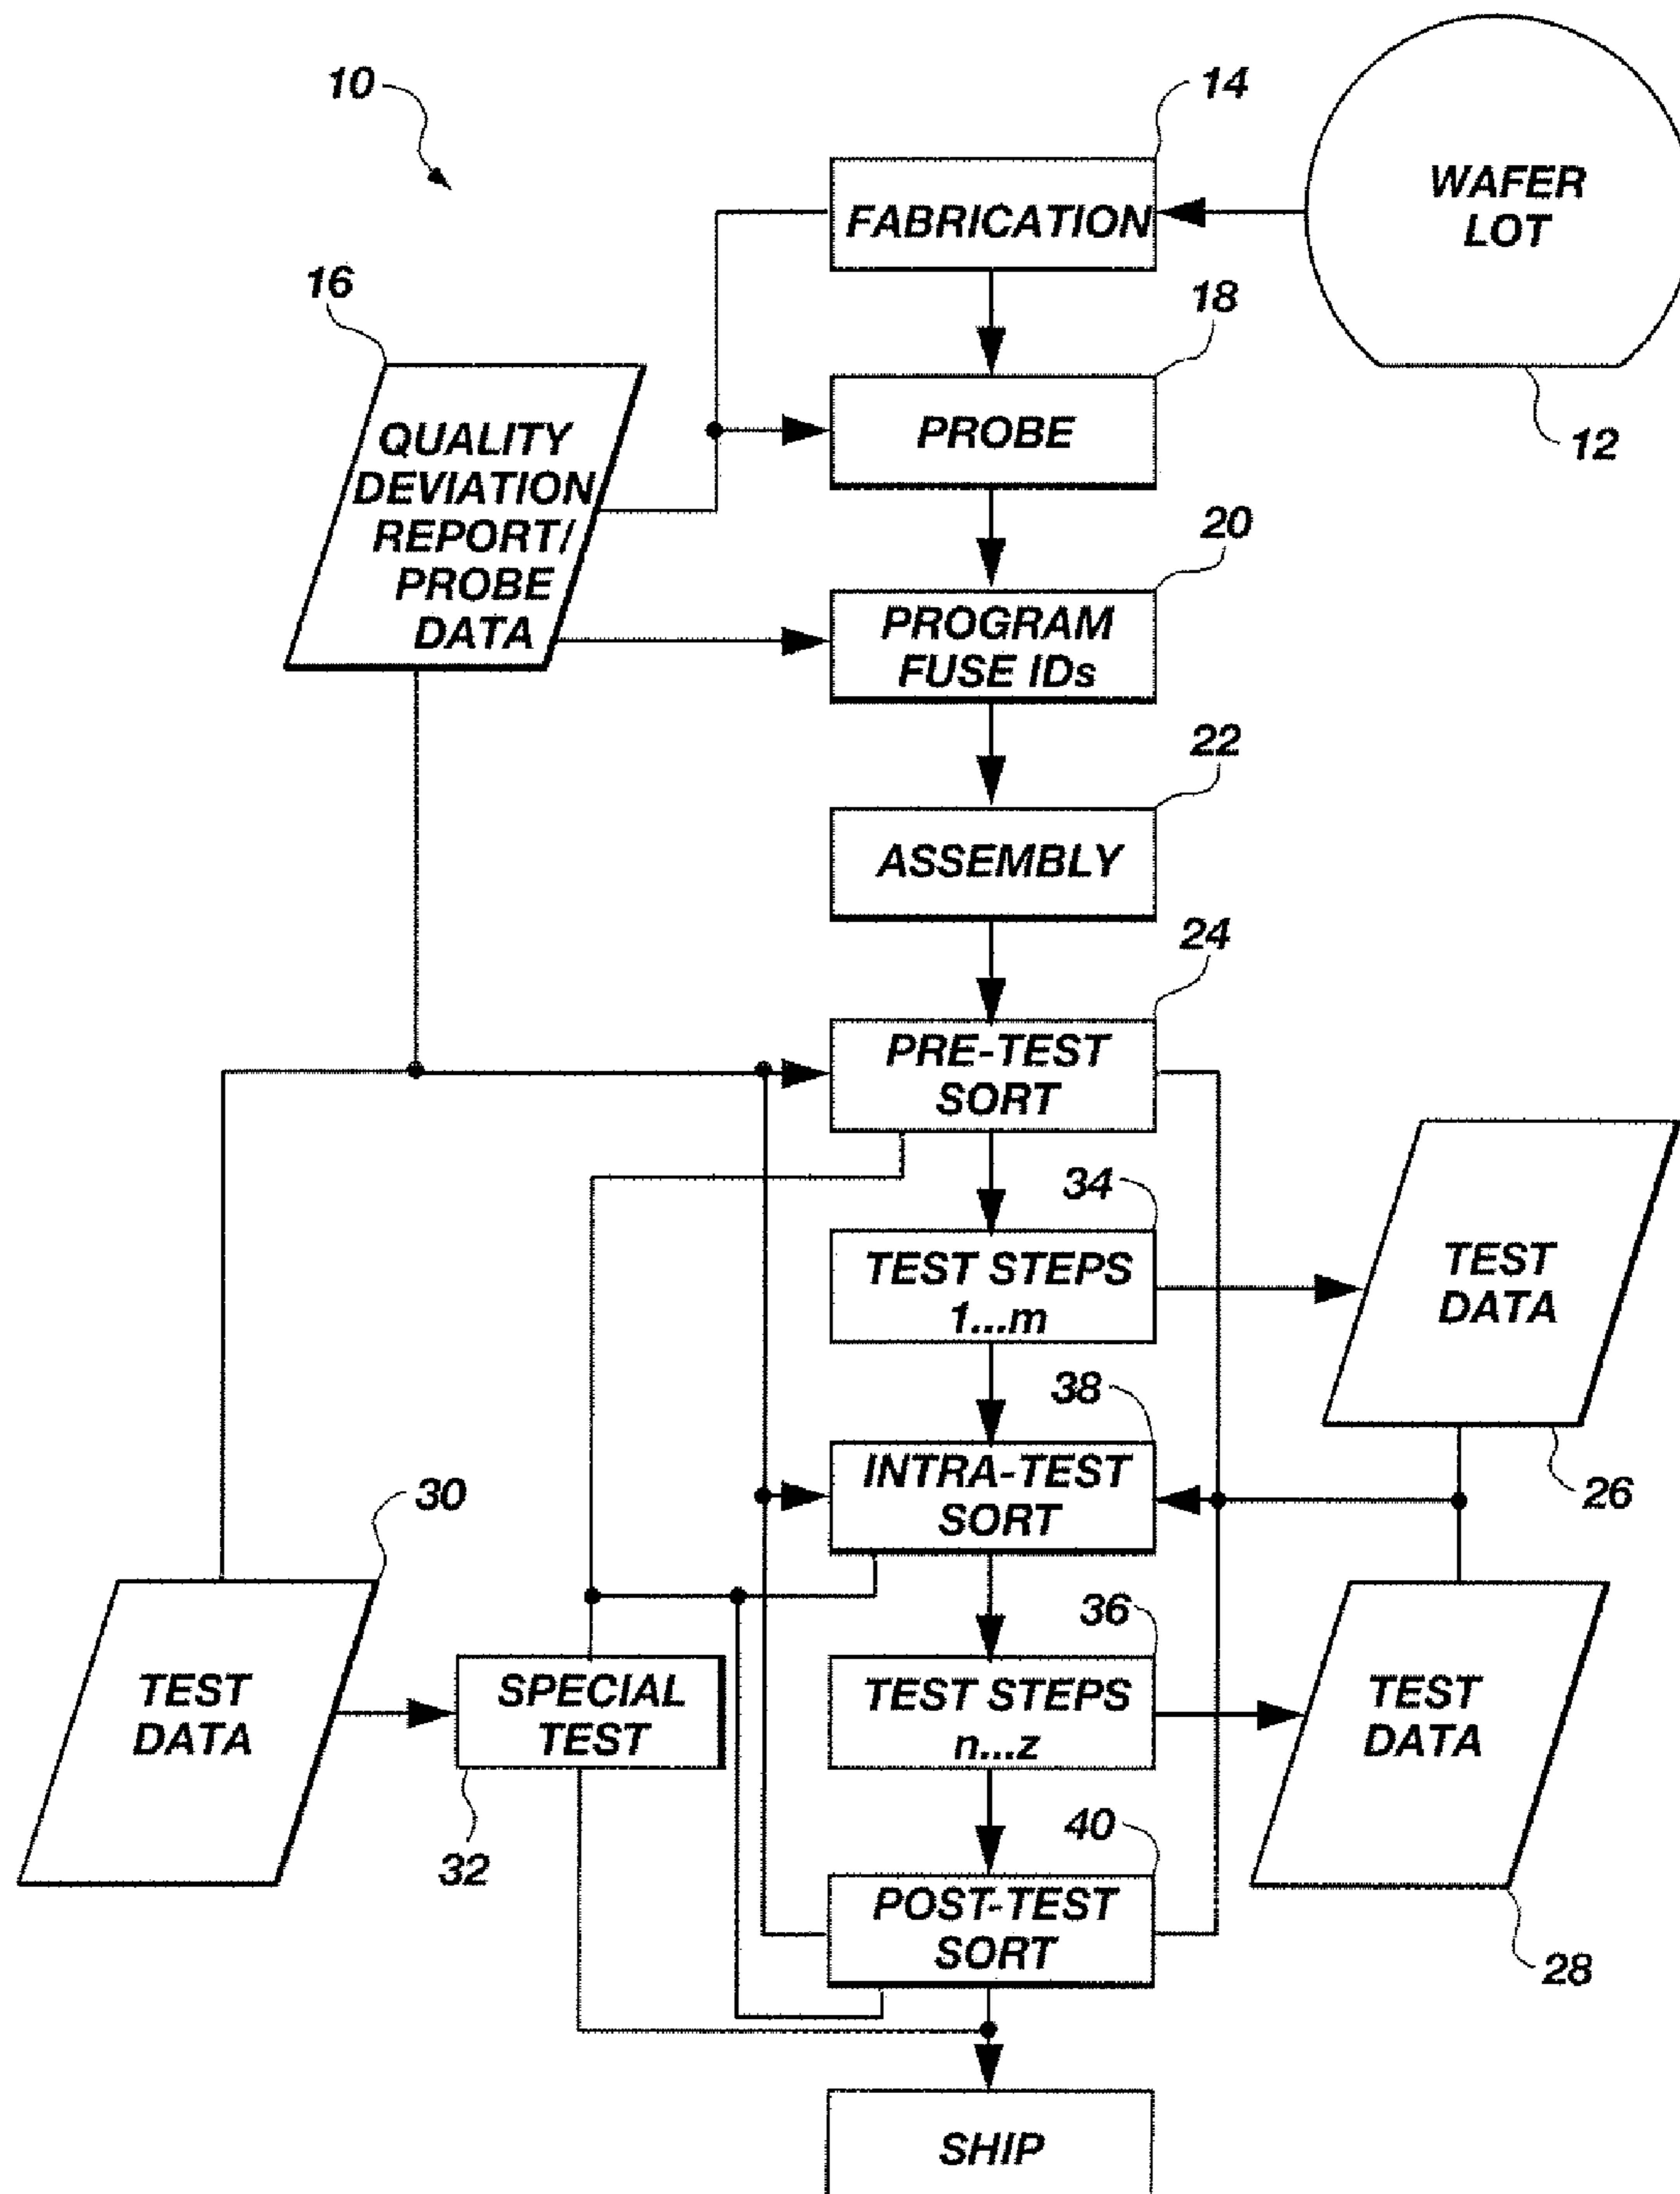 10
14
WAFER
LOT
FABRICATION
16
18
QUALITY
DEVIATION
REPORT/
PROBE
DATA
PROBE
12
20
PROGRAM
FUSE IDs
22
ASSEMBLY
24
PRE-TEST
SORT
34
TEST STEPS
1...m
TEST
DATA
38
INTRA-TEST
SORT
26
30
36
TEST
DATA
SPECIAL
TEST
TEST STEPS
n...z
TEST
DATA
32
40
POST-TEST
SORT
28
SHIP